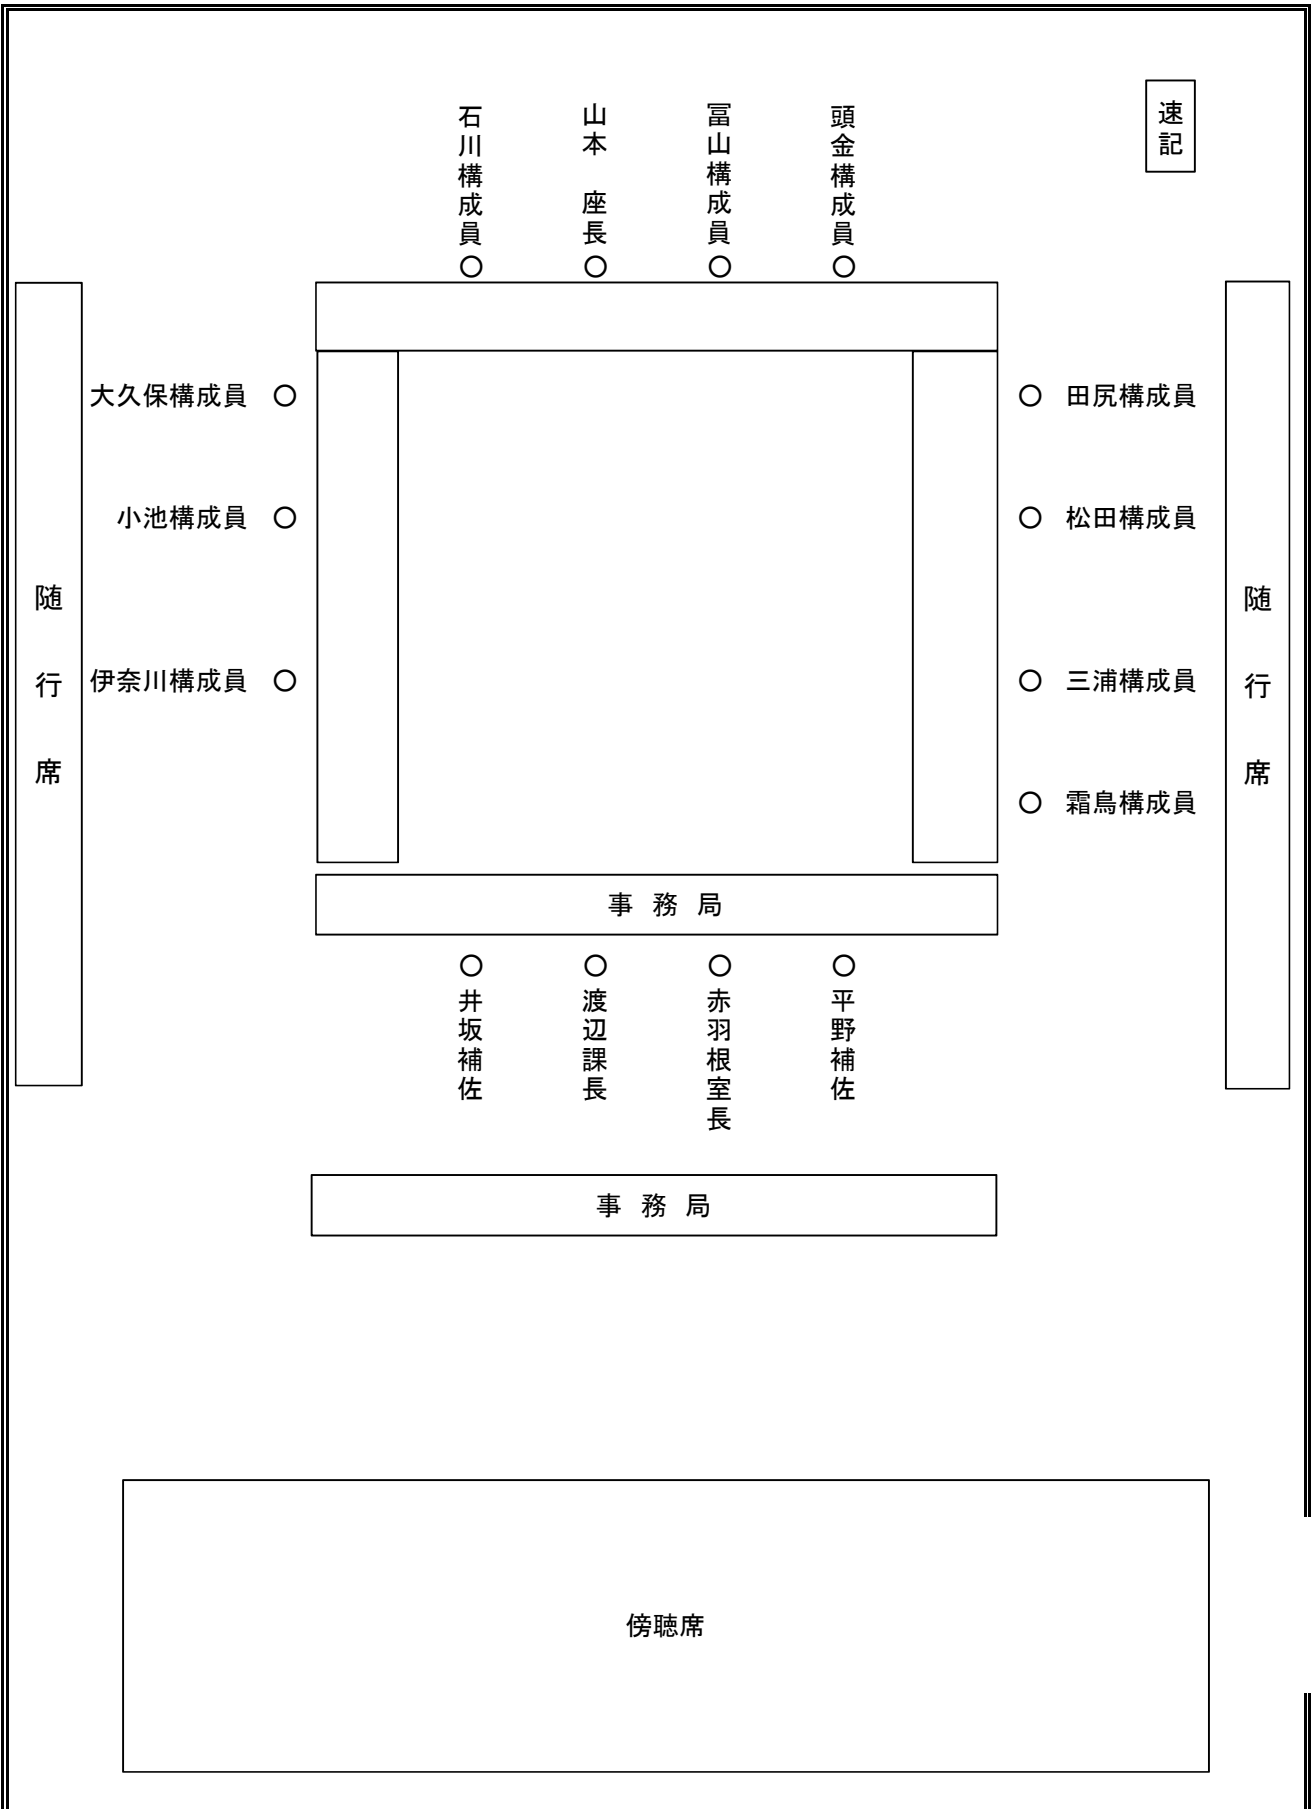 速記
石川構成員
山本　座長
冨山構成員
頭金構成員
大久保構成員
田尻構成員
小池構成員
松田構成員
随行席
随行席
伊奈川構成員
三浦構成員
霜鳥構成員
事務局
井坂補佐
渡辺課長
赤羽根室長
平野補佐
事務局
傍聴席